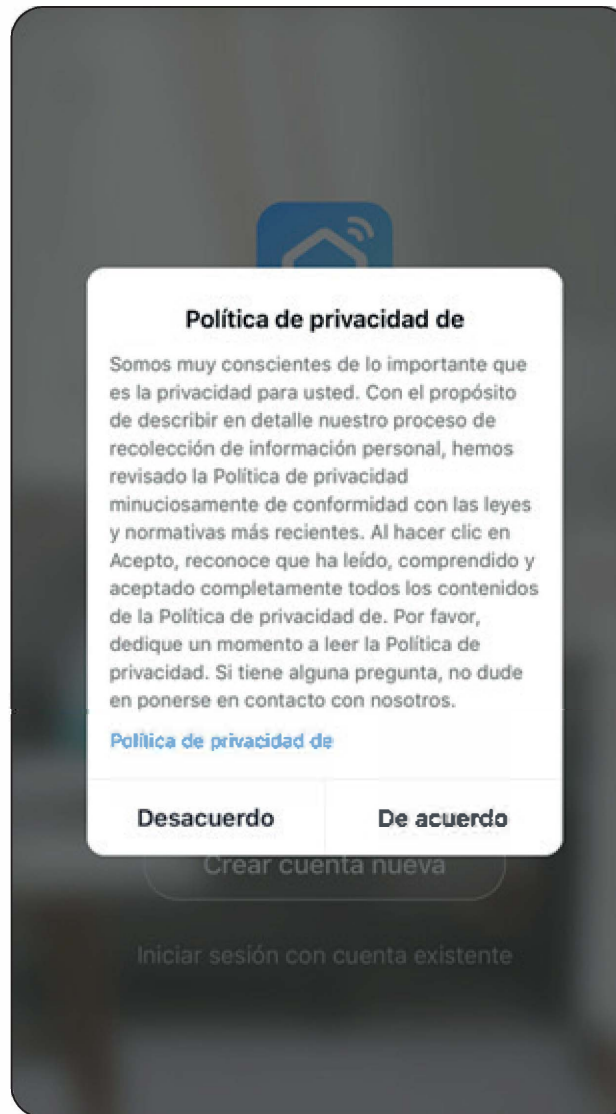 Política de privacidad de
Somos muy conscientes de lo importante que
es la privacidad para usted. Con el propósito
de describir en detalle nuestro proceso de
recolección de información personal, hemos
revisado la Política de privacidad
minuciosamente de conformidad con las leyes
y normativas más recientes. Al hacer clic en
Acepto, reconoce que ha leído, comprendido y
aceptado completamente todos los contenidos
de la Política de privacidad de. Por favor,
dedique un momento a leer la Política de
privacidad. Si tiene alguna pregunta, no dude
en ponerse en contacto con nosotros.
Política de privacidad de
Desacuerdo De acuerdo
Crear cuenta nueva
Iniciar sesión con cuenta existente